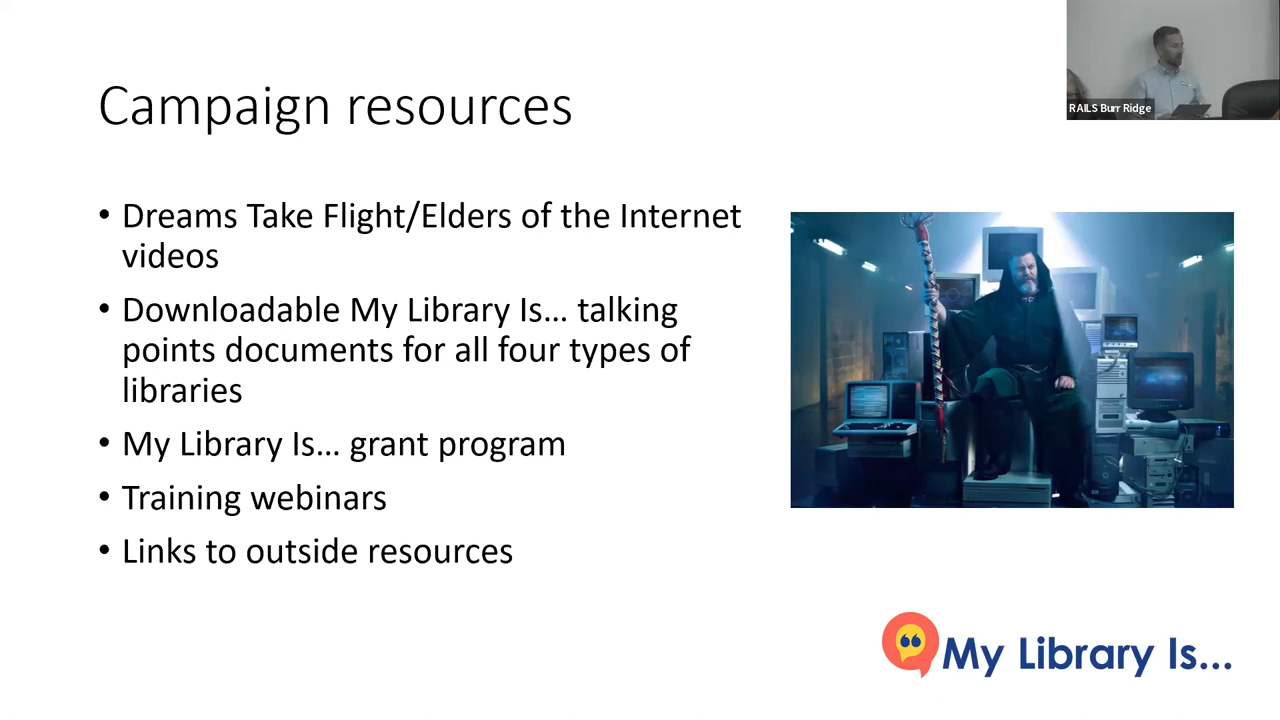 RAILS Burr Ridge
Campaign resources
• Dreams Take Flight/Elders of the Internet
videos
• Downloadable My Library Is... talking
points documents for all four types of
libraries
• My Library Is... grant program
• Training webinars
• Links to outside resources
My Library Is...